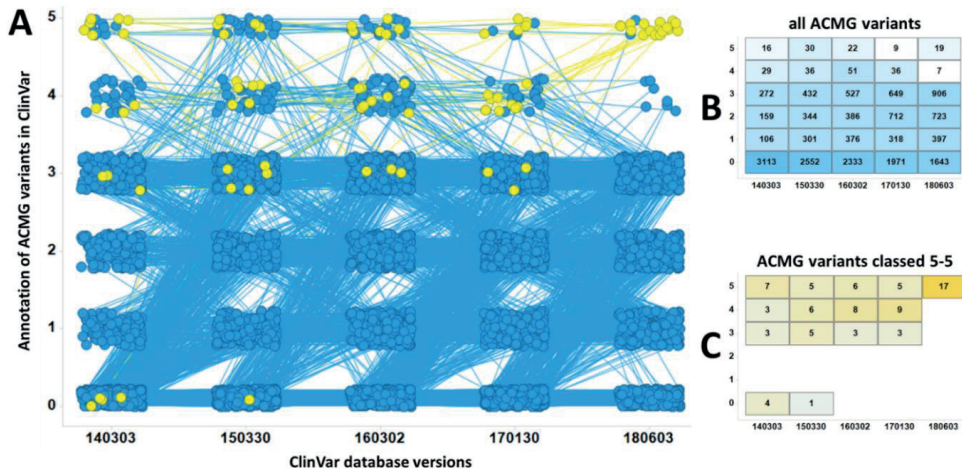 A
Annotation of ACMG variants in ClinVar
5
4
3
2
1
0
140303 150330 160302 170130 180603
ClinVar database versions
B
all ACMG variants
5 16 30 22 9 19
4 29 36 51 36 7
3 272 432 527 649 906
2 159 344 386 712 723
1 106 301 376 318 397
0 3113 2552 2333 1971 1643
140303 150330 160302 170130 180603
C
ACMG variants classed 5-5
5 7 5 6 5 17
4 3 6 8 9
3 3 5 3 3
2
1
0 4 1
140303 150330 160302 170130 180603